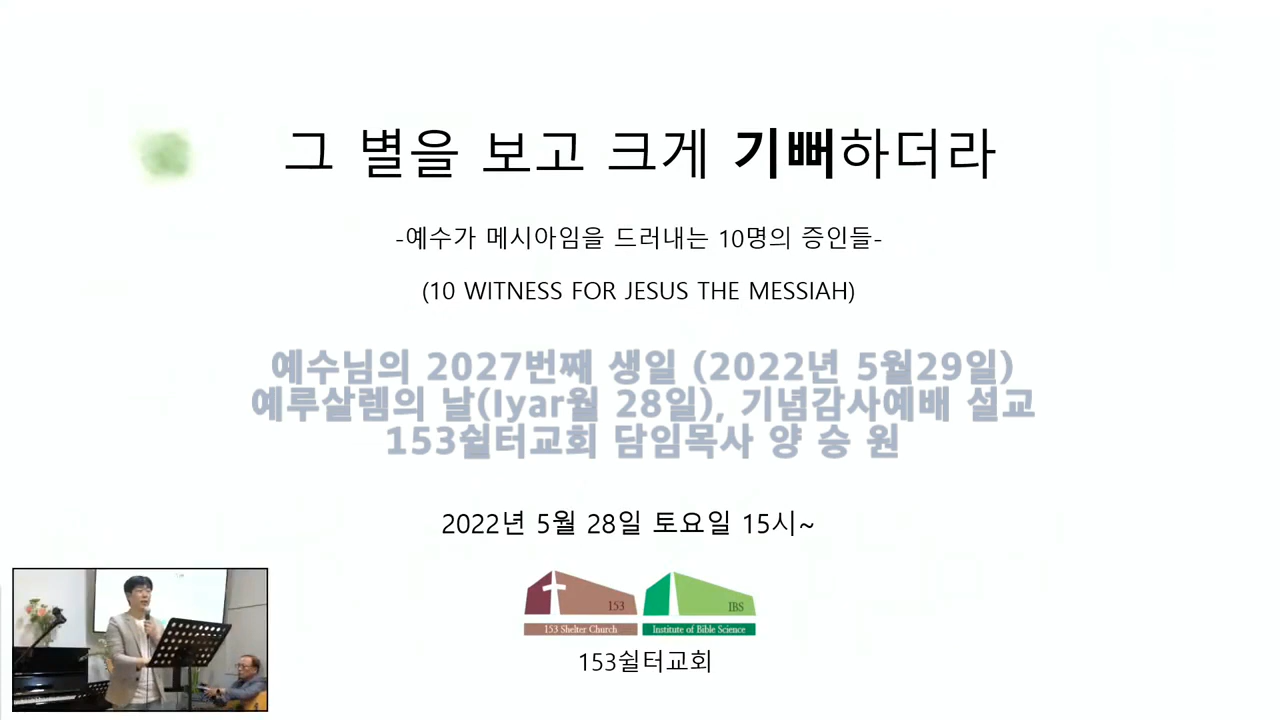 그 별을 보고 크게 기뻐하더라
-예수가 메시아임을 드러내는 10명의 증인들-
(10 WITNESS FOR JESUS THE MESSIAH)
예수님의 2027번째 생일 (2022년 5월29일)
예루살렘의 날(Iyar월 28일), 기념감사예배 설교
153쉴터교회 담임목사 양 승 원
2022년 5월 28일 토요일 15시~
153 IBS
153 Shelter Church Institute of Bible Science
153쉴터교회